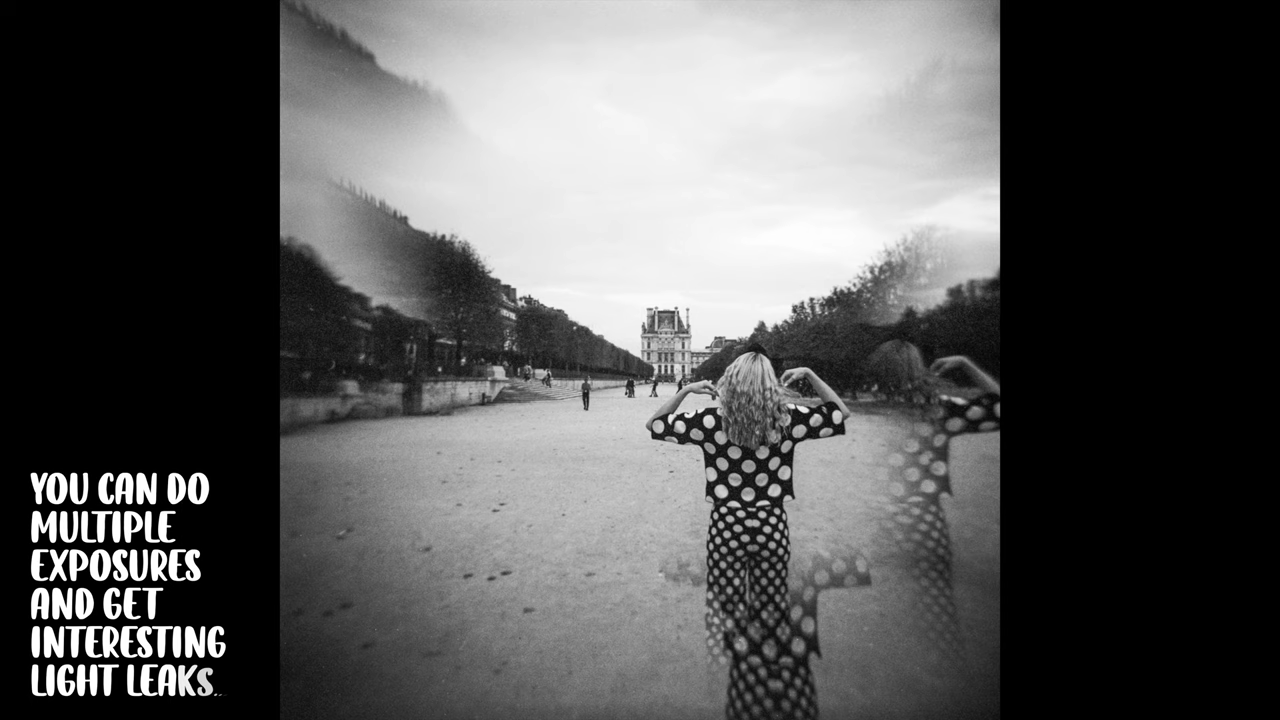 YOU CAN DO
MULTIPLE
EXPOSURES
AND GET
INTERESTING
LIGHT LEAKS...